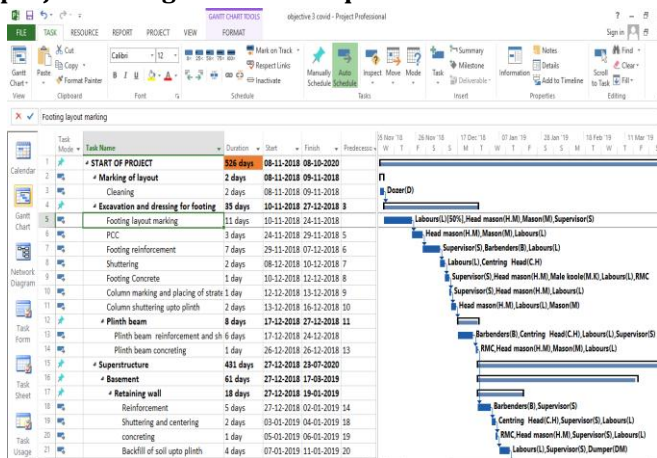 GANTT CHART TOOLS
objective 3 covid - Project Professional
FILE TASK RESOURCE REPORT PROJECT VIEW FORMAT Sign in
Gantt Chart
Paste
Cut
Copy
Format Painter
Calibri 12
B I U
Mark on Track
Respect Links
Inactivate
Manually Schedule
Auto Schedule
Inspect Move Mode
Task
Summary
Milestone
Deliverable
Information
Notes
Details
Add to Timeline
Scroll to Task
Find
Clear
Fill
View Clipboard Font Schedule Tasks Insert Properties Editing
Footing layout marking
Task Mode Task Name Duration Start Finish Predecesso
26 Nov '18 17 Dec '18 07 Jan '19 28 Jan '19 18 Feb '19 11 Mar '19
1 START OF PROJECT 526 days 08-11-2018 08-10-2020
2 Marking of layout 2 days 08-11-2018 09-11-2018
3 Cleaning 2 days 08-11-2018 09-11-2018 Dozer(D)
4 Excavation and dressing for footing 35 days 10-11-2018 27-12-2018 3
5 Footing layout marking 11 days 10-11-2018 24-11-2018 Labours(L)[50%],Head mason(H.M),Mason(M),Supervisor(S)
6 PCC 3 days 24-11-2018 29-11-2018 5 Head mason(H.M),Mason(M),Labours(L)
7 Footing reinforcement 7 days 29-11-2018 07-12-2018 6 Supervisor(S),Barbenders(B),Labours(L)
8 Shuttering 2 days 08-12-2018 10-12-2018 7 Labours(L),Centring Head(C.H)
9 Footing Concrete 1 day 10-12-2018 12-12-2018 8 Supervisor(S),Head mason(H.M),Male koole(M.K),Labours(L),RMC
10 Column marking and placing of strate 1 day 12-12-2018 13-12-2018 9 Supervisor(S),Head mason(H.M),Labours(L)
11 Column shuttering upto plinth 2 days 13-12-2018 16-12-2018 10 Head mason(H.M),Labours(L),Mason(M)
12 Plinth beam 8 days 17-12-2018 27-12-2018 11
13 Plinth beam reinforcement and sh 6 days 17-12-2018 24-12-2018 Barbenders(B),Centring Head(C.H),Labours(L),Supervisor(S)
14 Plinth beam concreting 1 day 26-12-2018 26-12-2018 13 RMC,Head mason(H.M),Mason(M),Labours(L)
15 Superstructure 431 days 27-12-2018 23-07-2020
16 Basement 61 days 27-12-2018 17-03-2019
17 Retaining wall 18 days 27-12-2018 19-01-2019
18 Reinforcement 5 days 27-12-2018 02-01-2019 14 Barbenders(B),Supervisor(S)
19 Shuttering and centering 2 days 03-01-2019 04-01-2019 18 Centring Head(C.H),Supervisor(S),Labours(L)
20 concreting 1 day 05-01-2019 06-01-2019 19 RMC,Head mason(H.M),Supervisor(S),Labours(L)
21 Backfill of soil upto plinth 4 days 07-01-2019 11-01-2019 20 Labours(L),Supervisor(S),Dumper(DM)
Calendar
Gantt Chart
Network Diagram
Task Form
Task Sheet
Task Usage